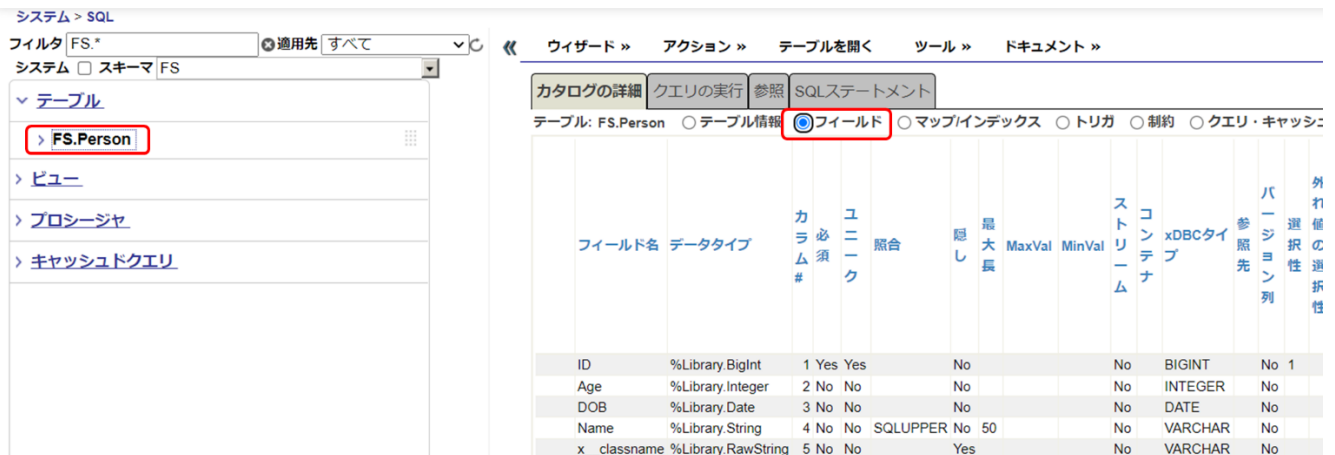 システム > SQL
フィルタ FS.* 適用先 すべて
システム スキーマ FS
テーブル
FS.Person
ビュー
プロシージャ
キャッシュドクエリ
« ウィザード » アクション » テーブルを開く ツール » ドキュメント »
カタログの詳細 クエリの実行 参照 SQLステートメント
テーブル: FS.Person テーブル情報 フィールド マップ/インデックス トリガ 制約 クエリ・キャッシュ
フィールド名 データタイプ カラム# 必須 ユニーク 照合 隠し 最大長 MaxVal MinVal ストリーム コンテナ xDBCタイプ 参照先 バージョン列 選択性 外れ値の選択性
ID %Library.BigInt 1 Yes Yes No No BIGINT No 1
Age %Library.Integer 2 No No No No INTEGER No
DOB %Library.Date 3 No No No No DATE No
Name %Library.String 4 No No SQLUPPER No 50 No VARCHAR No
x__classname %Library.RawString 5 No No Yes No VARCHAR No